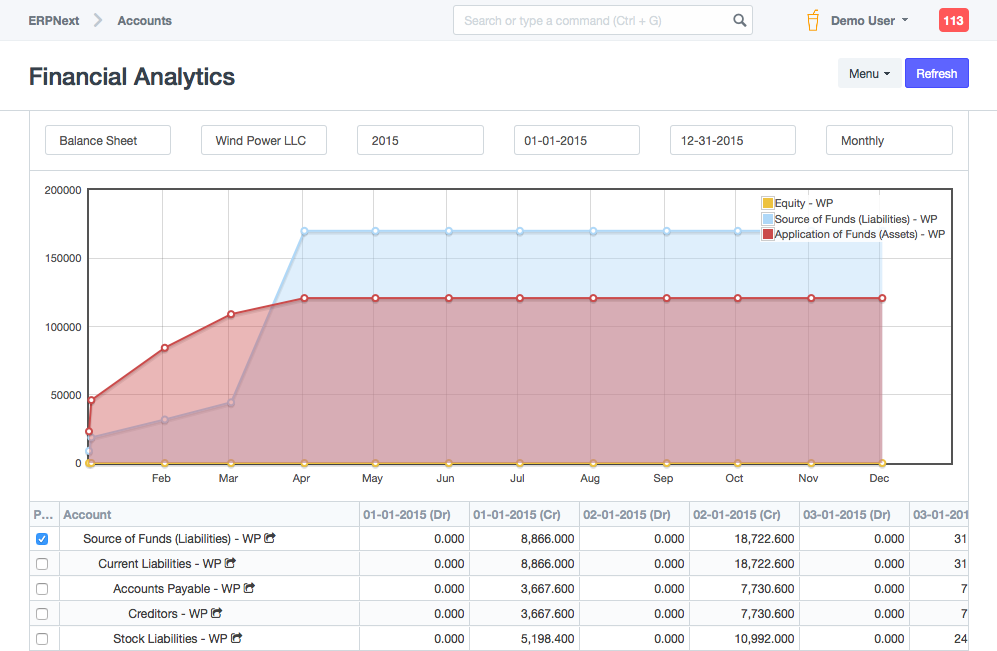 ERPNext Accounts Search or type a command (Ctrl + G) Demo User 113
Financial Analytics Menu Refresh
Balance Sheet Wind Power LLC 2015 01-01-2015 12-31-2015 Monthly
200000
150000
100000
50000
0
Equity - WP
Source of Funds (Liabilities) - WP
Application of Funds (Assets) - WP
Feb Mar Apr May Jun Jul Aug Sep Oct Nov Dec
P... Account 01-01-2015 (Dr) 01-01-2015 (Cr) 02-01-2015 (Dr) 02-01-2015 (Cr) 03-01-2015 (Dr) 03-01-201
Source of Funds (Liabilities) - WP 0.000 8,866.000 0.000 18,722.600 0.000 31
Current Liabilities - WP 0.000 8,866.000 0.000 18,722.600 0.000 31
Accounts Payable - WP 0.000 3,667.600 0.000 7,730.600 0.000 7
Creditors - WP 0.000 3,667.600 0.000 7,730.600 0.000 7
Stock Liabilities - WP 0.000 5,198.400 0.000 10,992.000 0.000 24